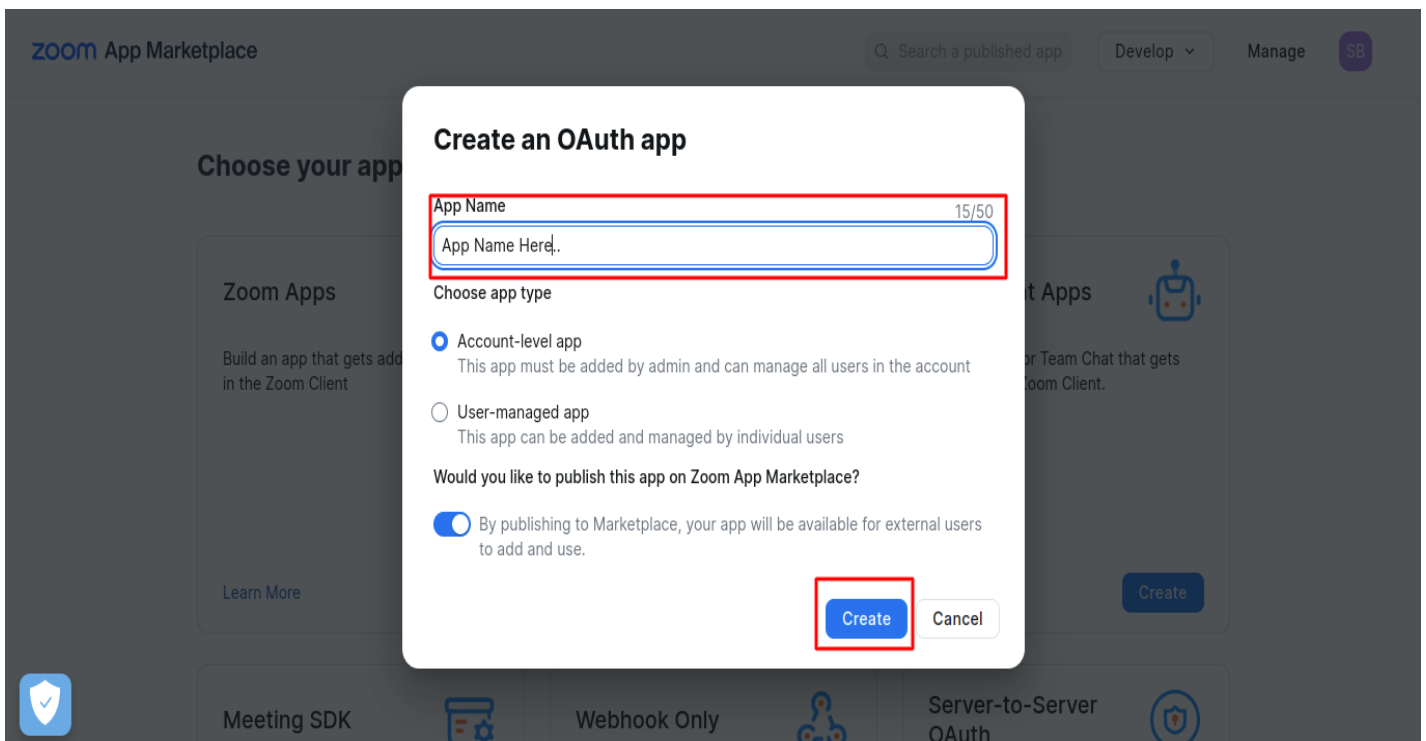 zoom App Marketplace
Search a published app
Develop
Manage
SB
Choose your app
Create an OAuth app
App Name
15/50
App Name Here..
Choose app type
Account-level app
This app must be added by admin and can manage all users in the account
User-managed app
This app can be added and managed by individual users
Would you like to publish this app on Zoom App Marketplace?
By publishing to Marketplace, your app will be available for external users
to add and use.
Create
Cancel
Zoom Apps
Build an app that gets add
in the Zoom Client
Learn More
t Apps
or Team Chat that gets
Zoom Client.
Create
Meeting SDK
Webhook Only
Server-to-Server
OAuth